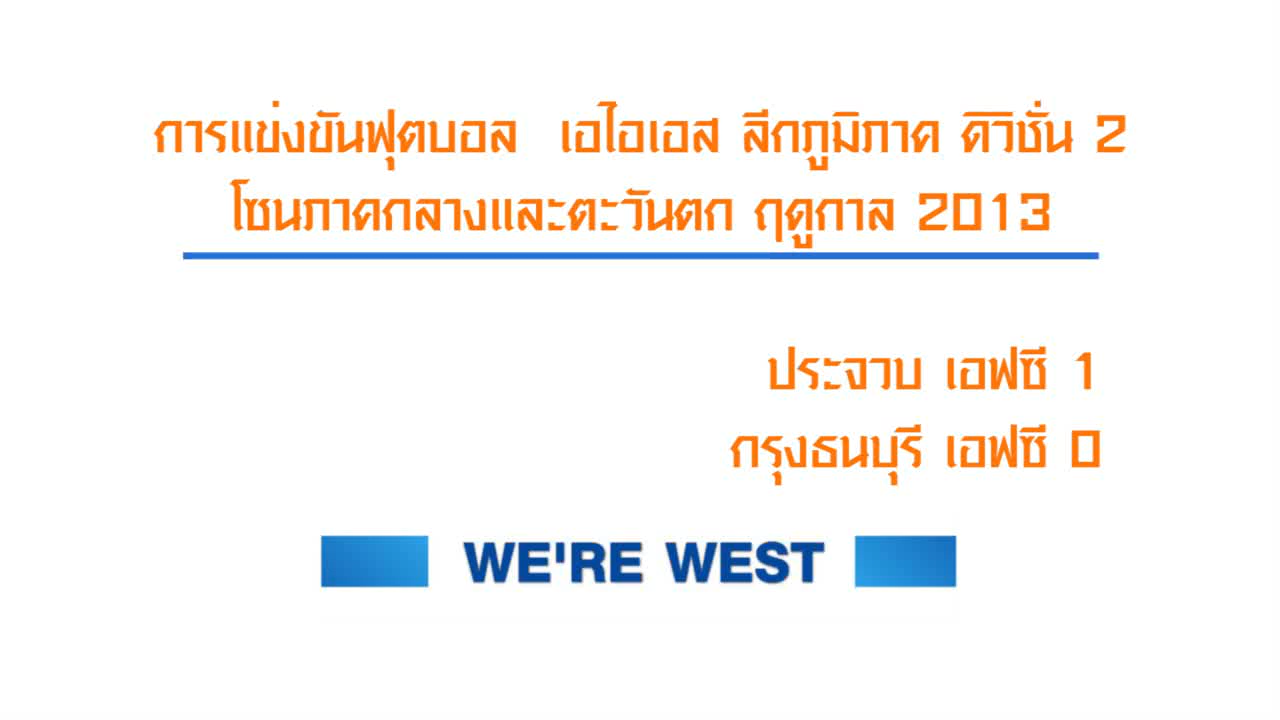 การแข่งขันฟุตบอล เอไอเอส ลีกภูมิภาค ดิวิชั่น 2
โซนภาคกลางและตะวันตก ฤดูกาล 2013
ประจวบ เอฟซี 1
กรุงธนบุรี เอฟซี 0
WE'RE WEST